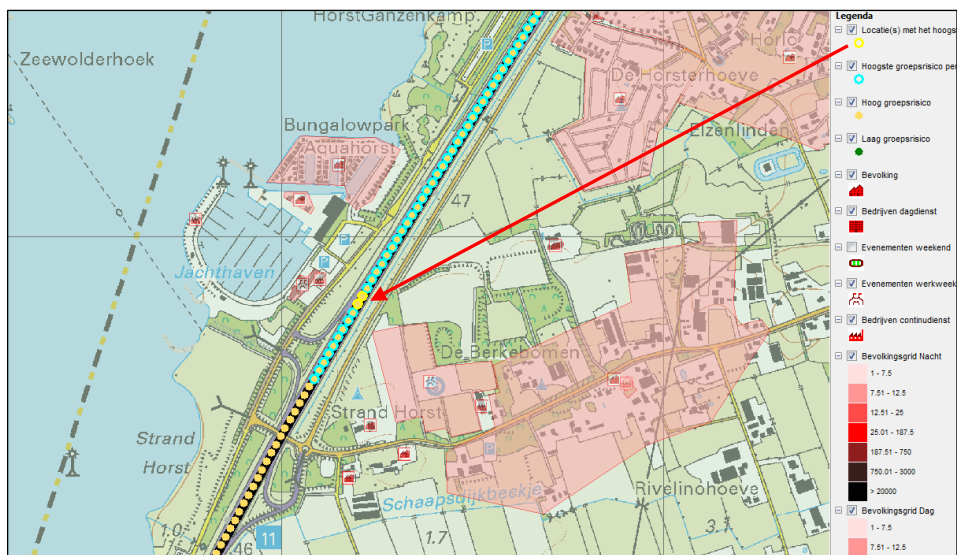 HorstGanzenkamp.
Zeewolderhoek
P
Horlo
De Horsterhoeve
Bungalowpark
Aquahorst
Elzenlinden
47
P
Jachthaven
P
De Berkebomen
Strand Horst
P
Strand
Horst
Schaapsdijkbeekje
Rivelinohoeve
1.0
11
46
1.7
3.1
Legenda
Locatie(s) met het hoogs
Hoogste groepsrisico per
Hoog groepsrisico
Laag groepsrisico
Bevolking
Bedrijven dagdienst
Evenementen weekend
Evenementen werkweek
Bedrijven continudienst
Bevolkingsgrid Nacht
1 - 7.5
7.51 - 12.5
12.51 - 25
25.01 - 187.5
187.51 - 750
750.01 - 3000
> 20000
Bevolkingsgrid Dag
1 - 7.5
7.51 - 12.5